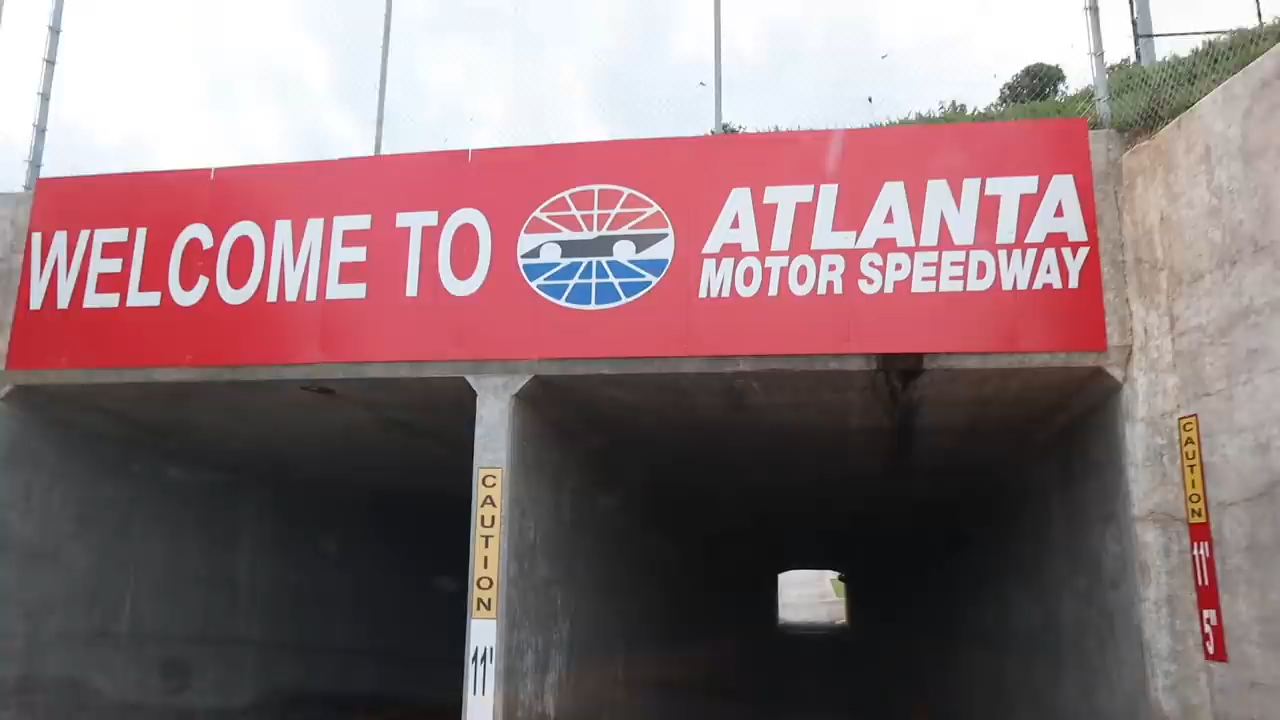 WELCOME TO
ATLANTA
MOTOR SPEEDWAY
CAUTION
11'
CAUTION
11'
5"